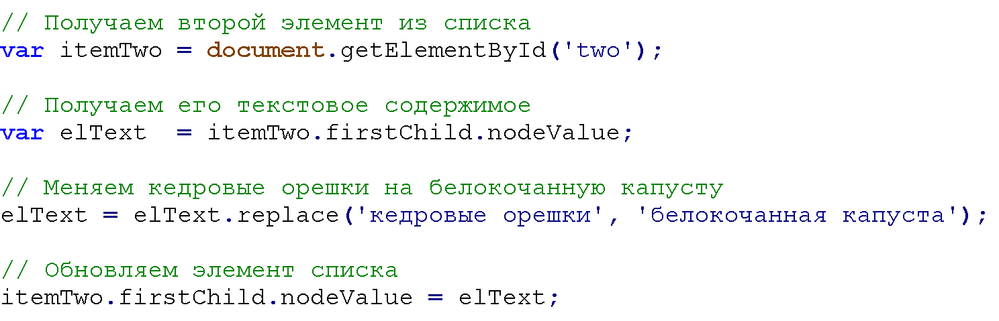 // Получаем второй элемент из списка
var itemTwo = document.getElementById('two');
// Получаем его текстовое содержимое
var elText  = itemTwo.firstChild.nodeValue;
// Меняем кедровые орешки на белокочанную капусту
elText = elText.replace('кедровые орешки', 'белокочанная капуста');
// Обновляем элемент списка
itemTwo.firstChild.nodeValue = elText;